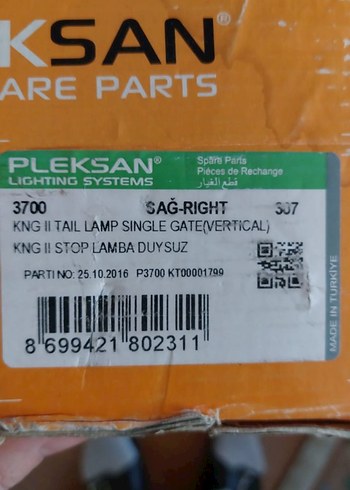 KSAN®
ARE PARTS
PLEKSAN®
LIGHTING SYSTEMS
Spare Parts
Pièces de Rechange
قطع الغيار
3700 SAĞ-RIGHT 307
KNG II TAIL LAMP SINGLE GATE(VERTICAL)
KNG II STOP LAMBA DUYSUZ
PARTI NO: 25.10.2016 P3700 KT00001799
8 699421 802311
MADE IN TURKİYE